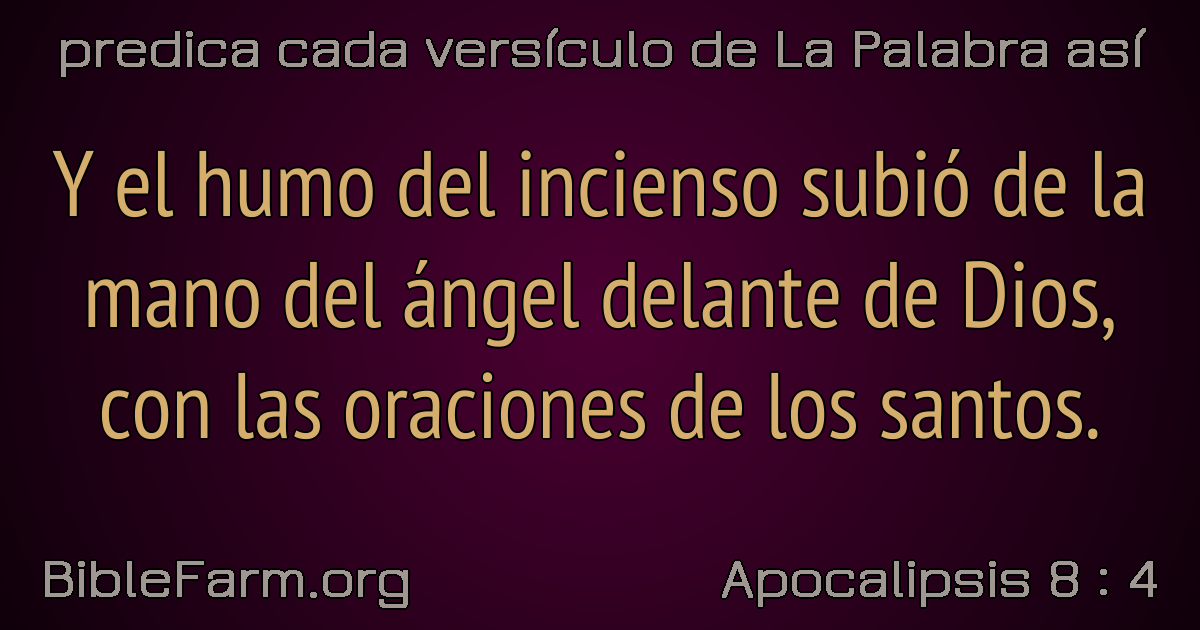 predica cada versículo de La Palabra así
Y el humo del incienso subió de la
mano del ángel delante de Dios,
con las oraciones de los santos.
BibleFarm.org
Apocalipsis 8 : 4